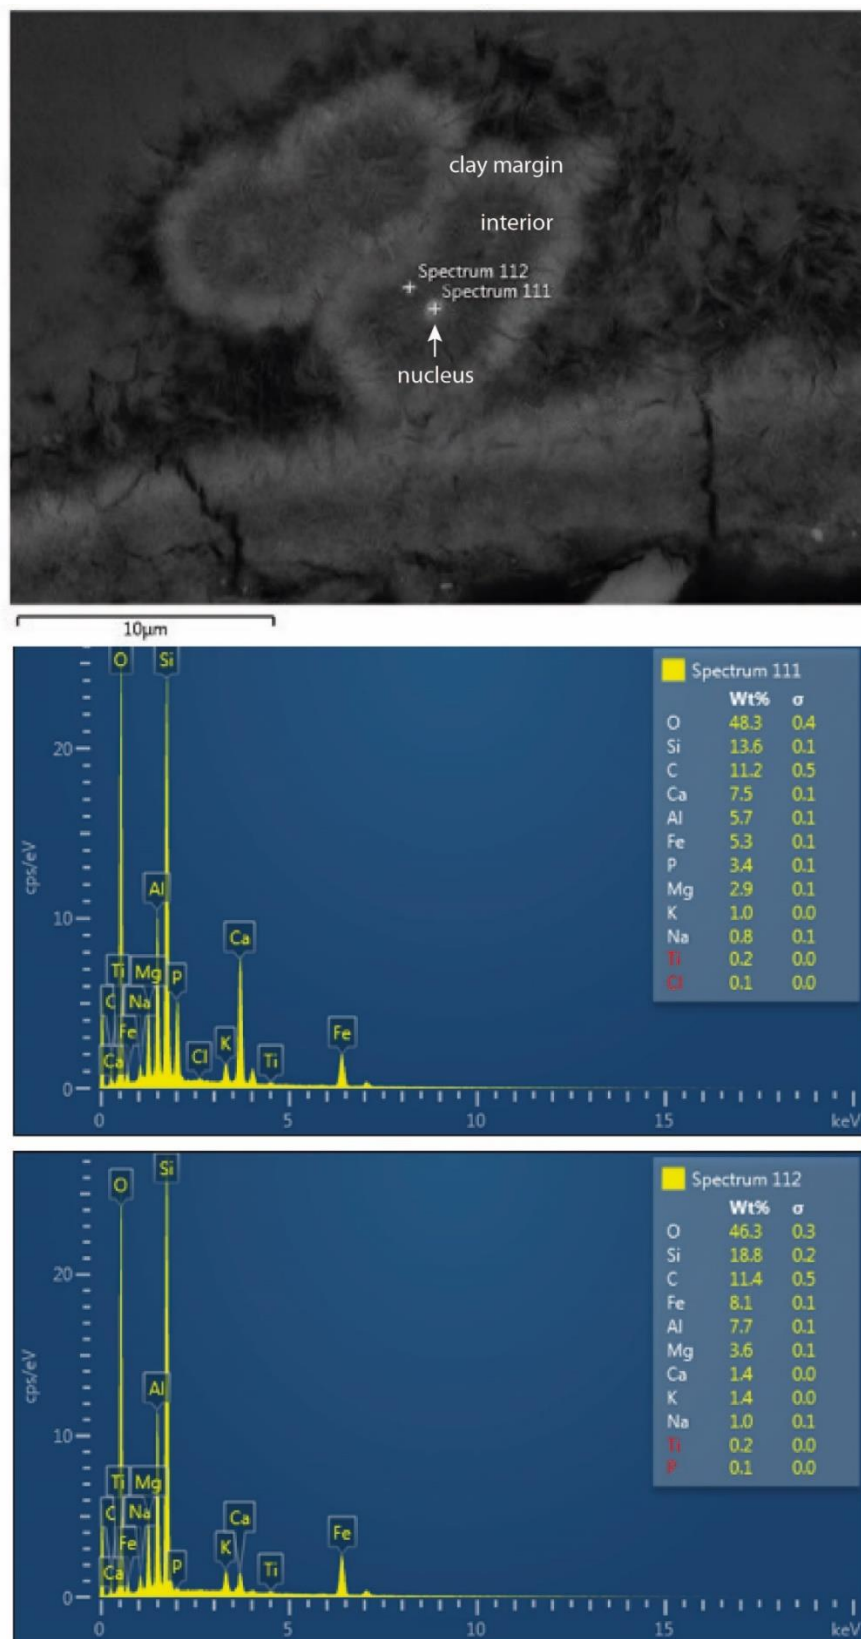 clay margin
interior
Spectrum 112
Spectrum 111
nucleus
10µm
O
Si
Al
Ca
Ti
Mg
P
C
Na
Fe
Ca
Cl
K
Ti
Fe
20
10
0
cps/eV
0
5
10
15
keV
Spectrum 111
Wt% σ
O 48.3 0.4
Si 13.6 0.1
C 11.2 0.5
Ca 7.5 0.1
Al 5.7 0.1
Fe 5.3 0.1
P 3.4 0.1
Mg 2.9 0.1
K 1.0 0.0
Na 0.8 0.1
Ti 0.2 0.0
Cl 0.1 0.0
Si
O
Al
Ti
Mg
C
Na
Ca
Fe
Fe
K
P
Ca
Ti
20
10
0
cps/eV
0
5
10
15
keV
Spectrum 112
Wt% σ
O 46.3 0.3
Si 18.8 0.2
C 11.4 0.5
Fe 8.1 0.1
Al 7.7 0.1
Mg 3.6 0.1
Ca 1.4 0.0
K 1.4 0.0
Na 1.0 0.1
Ti 0.2 0.0
P 0.1 0.0